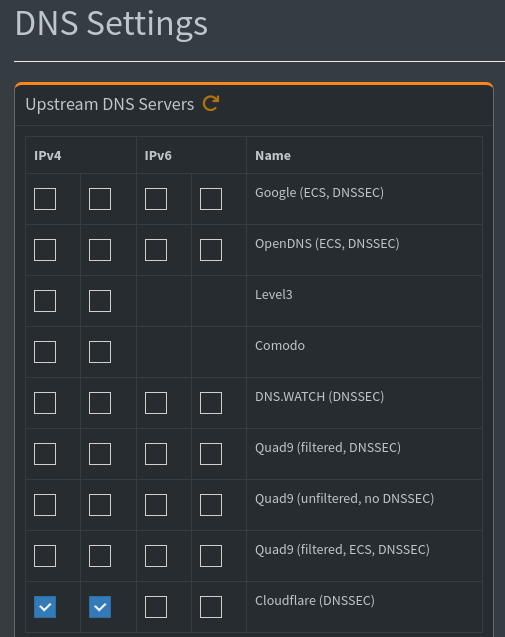 DNS Settings
Upstream DNS Servers
IPv4 IPv6 Name
Google (ECS, DNSSEC)
OpenDNS (ECS, DNSSEC)
Level3
Comodo
DNS.WATCH (DNSSEC)
Quad9 (filtered, DNSSEC)
Quad9 (unfiltered, no DNSSEC)
Quad9 (filtered, ECS, DNSSEC)
Cloudflare (DNSSEC)